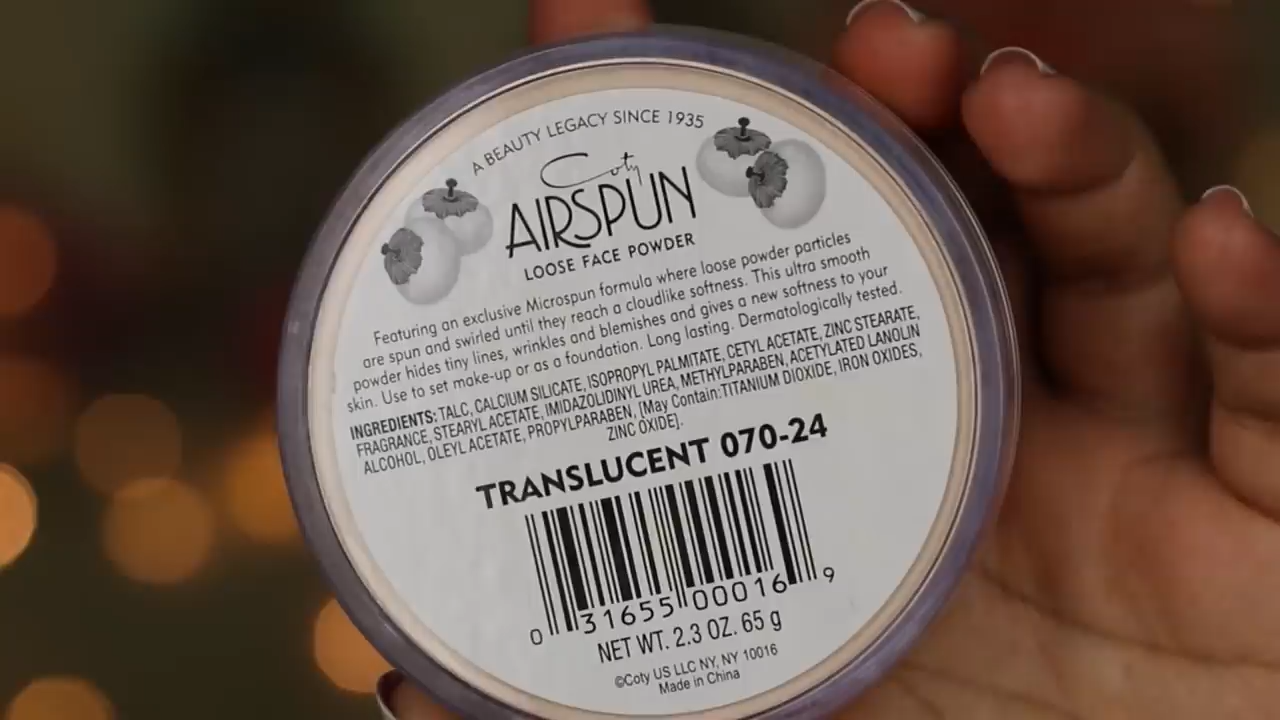 A BEAUTY LEGACY SINCE 1935
Coty
AIRSPUN
LOOSE FACE POWDER
Featuring an exclusive Microspun formula where loose powder particles
are spun and swirled until they reach a cloudlike softness. This ultra smooth
powder hides tiny lines, wrinkles and blemishes and gives a new softness to your
skin. Use to set make-up or as a foundation. Long lasting. Dermatologically tested.
INGREDIENTS: TALC, CALCIUM SILICATE, ISOPROPYL PALMITATE, CETYL ACETATE, ZINC STEARATE,
FRAGRANCE, STEARYL ACETATE, IMIDAZOLIDINYL UREA, METHYLPARABEN, ACETYLATED LANOLIN
ALCOHOL, OLEYL ACETATE, PROPYLPARABEN, [May Contain:TITANIUM DIOXIDE, IRON OXIDES,
ZINC OXIDE].
TRANSLUCENT 070-24
0 31655 00016 9
NET WT. 2.3 OZ. 65 g
©Coty US LLC NY, NY 10016
Made in China